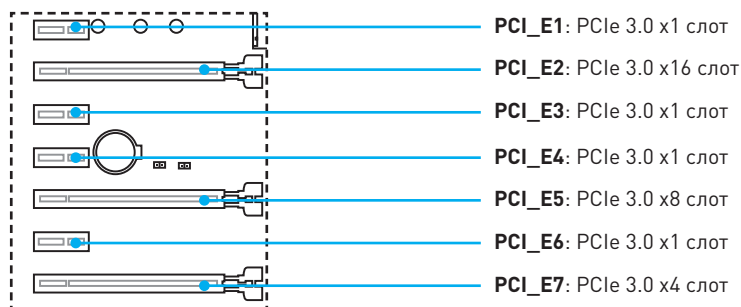 PCI_E1: PCIe 3.0 x1 слот
PCI_E2: PCIe 3.0 x16 слот
PCI_E3: PCIe 3.0 x1 слот
PCI_E4: PCIe 3.0 x1 слот
PCI_E5: PCIe 3.0 x8 слот
PCI_E6: PCIe 3.0 x1 слот
PCI_E7: PCIe 3.0 x4 слот